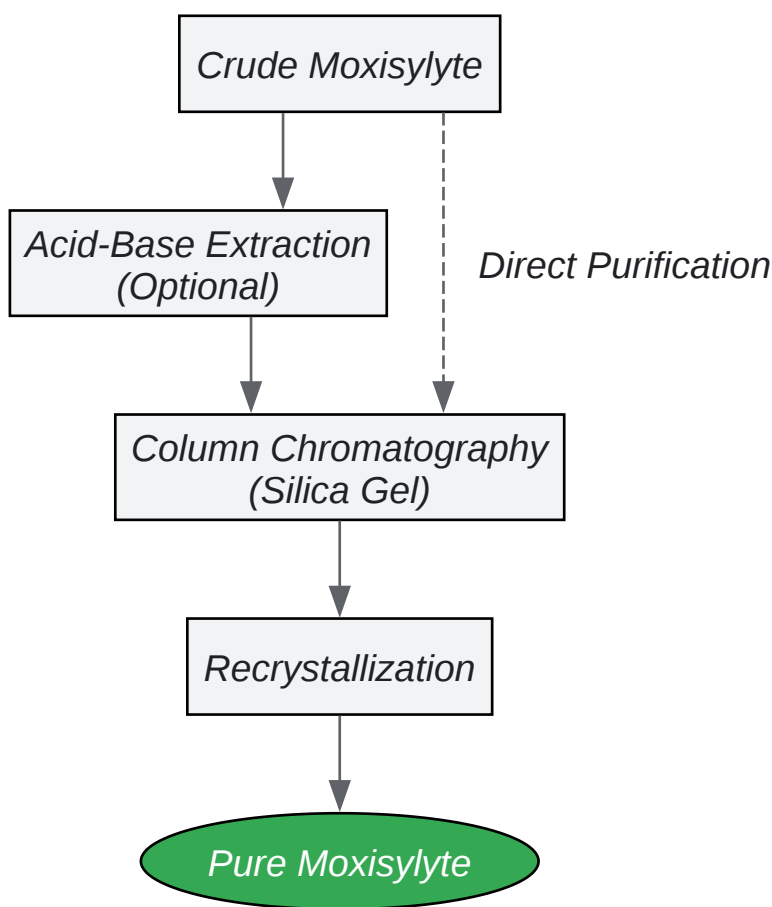 Crude Moxisylyte
Acid-Base Extraction
(Optional)
Direct Purification
Column Chromatography
(Silica Gel)
Recrystallization
Pure Moxisylyte